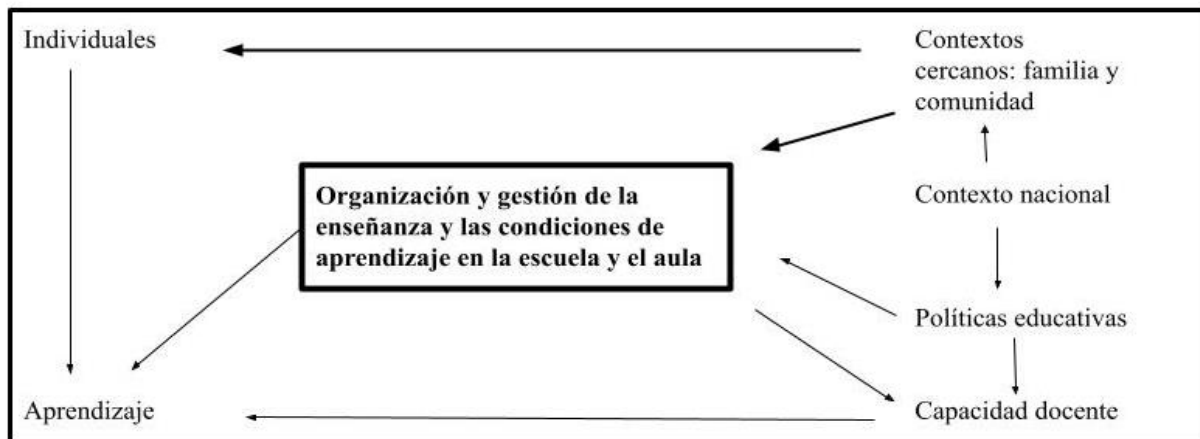 Individuales
Contextos
cercanos: familia y
comunidad
Organización y gestión de la
enseñanza y las condiciones de
aprendizaje en la escuela y el aula
Contexto nacional
Políticas educativas
Aprendizaje
Capacidad docente